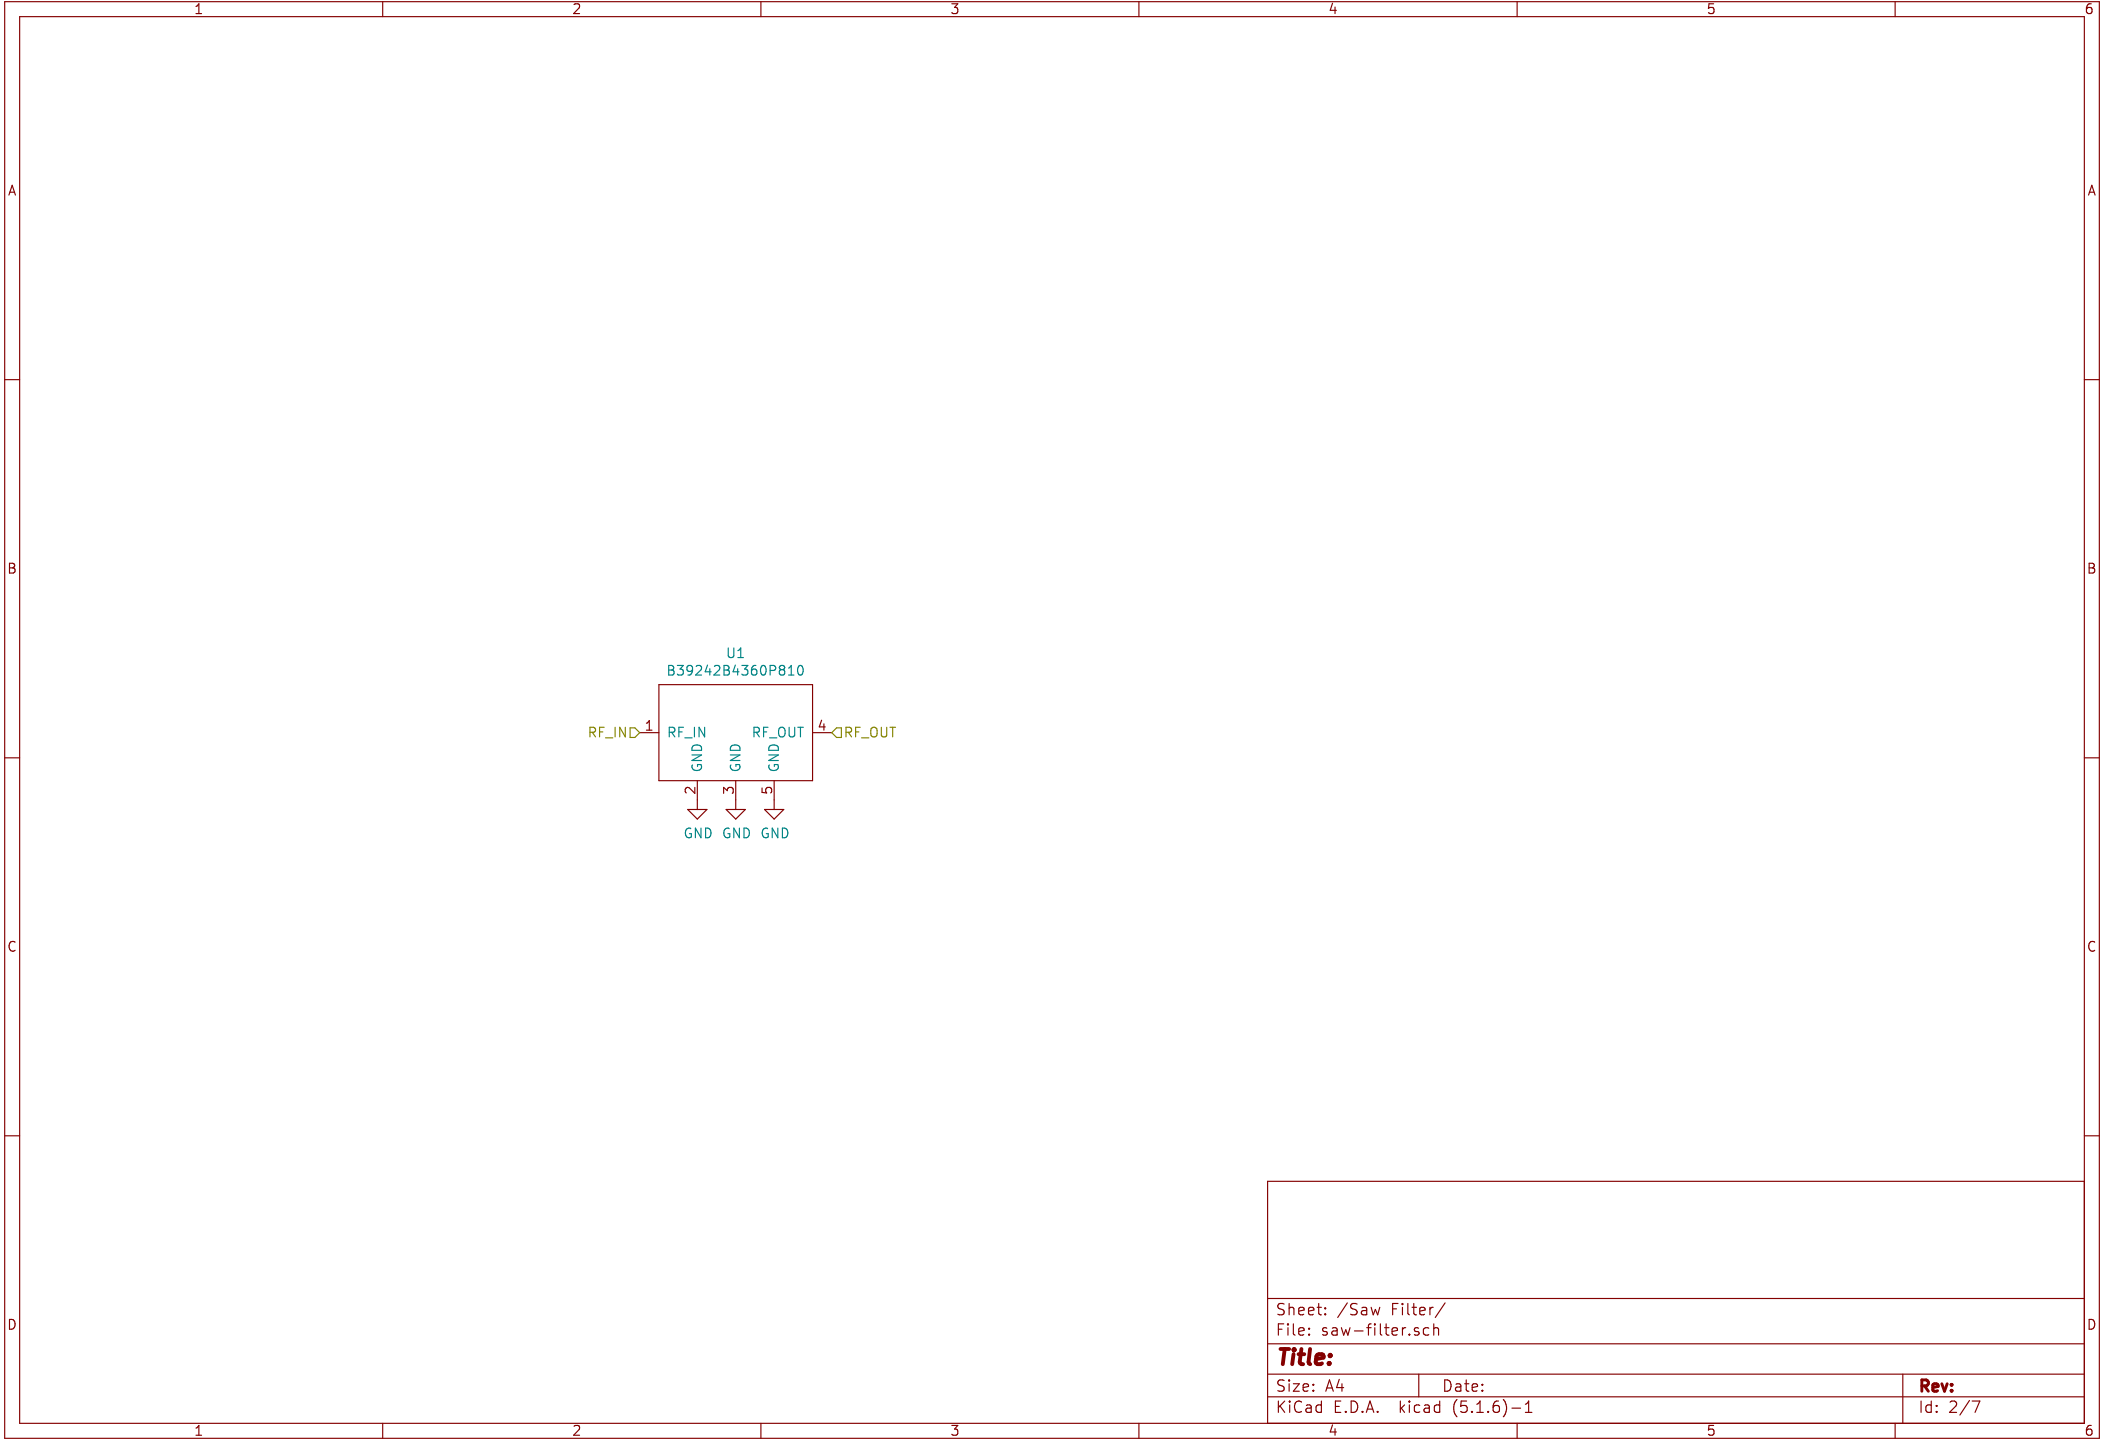 1 2 3 4 5 6
A A
B B
U1
B39242B4360P810
RF_IN 1 RF_IN RF_OUT 4 RF_OUT
GND GND GND
2 3 5
GND GND GND
C C
Sheet: /Saw Filter/
File: saw-filter.sch
D D
Title:
Size: A4 Date: Rev:
KiCad E.D.A. kicad (5.1.6)-1 Id: 2/7
1 2 3 4 5 6